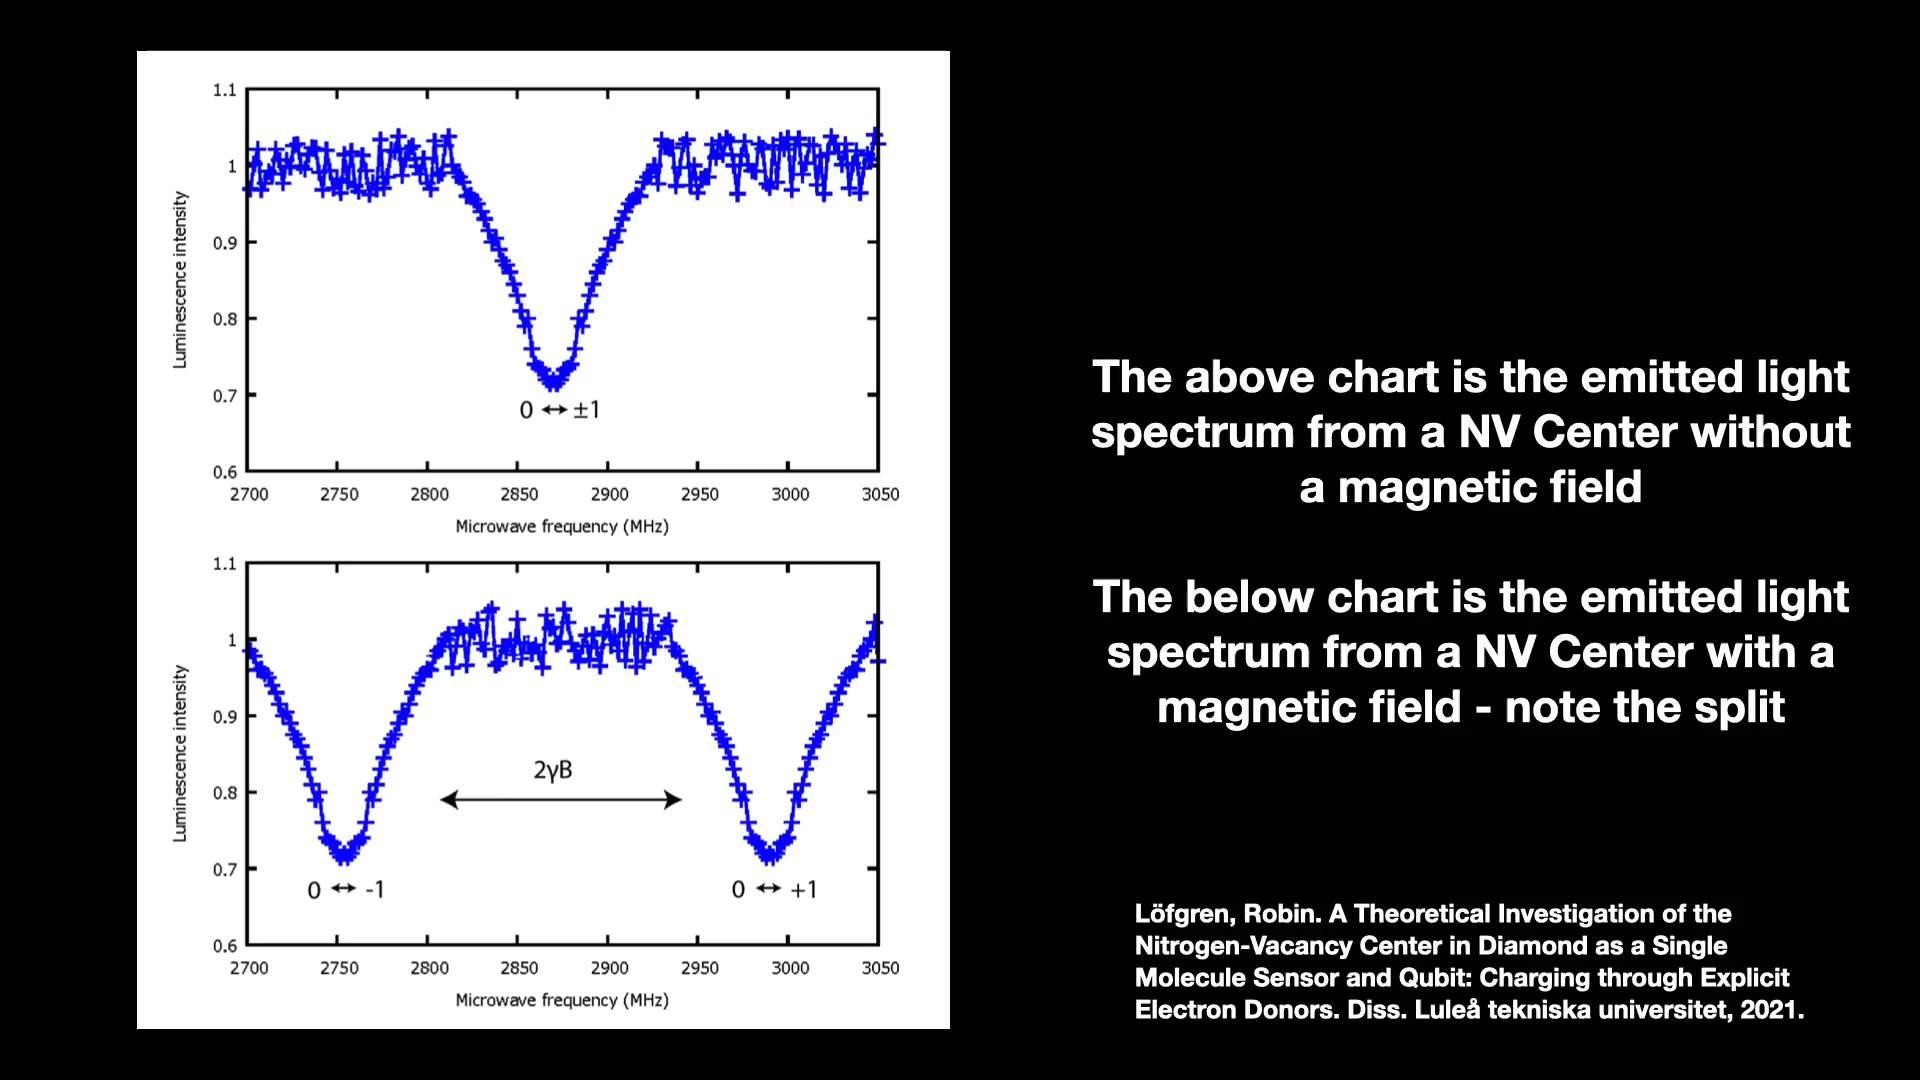 1.1
1
0.9
0.8
0.7
0.6
Luminescence intensity
0 ↔ ±1
2700 2750 2800 2850 2900 2950 3000 3050
Microwave frequency (MHz)
1.1
1
0.9
0.8
0.7
0.6
Luminescence intensity
2γB
0 ↔ -1
0 ↔ +1
2700 2750 2800 2850 2900 2950 3000 3050
Microwave frequency (MHz)
The above chart is the emitted light
spectrum from a NV Center without
a magnetic field
The below chart is the emitted light
spectrum from a NV Center with a
magnetic field - note the split
Löfgren, Robin. A Theoretical Investigation of the
Nitrogen-Vacancy Center in Diamond as a Single
Molecule Sensor and Qubit: Charging through Explicit
Electron Donors. Diss. Luleå tekniska universitet, 2021.